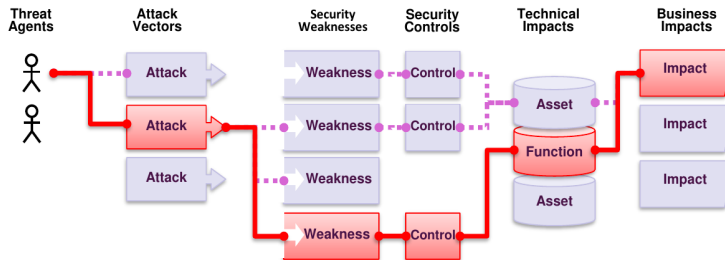 Threat Agents
Attack Vectors
Security Weaknesses
Security Controls
Technical Impacts
Business Impacts
Attack
Weakness
Control
Impact
Asset
Attack
Weakness
Control
Impact
Function
Attack
Weakness
Impact
Asset
Weakness
Control